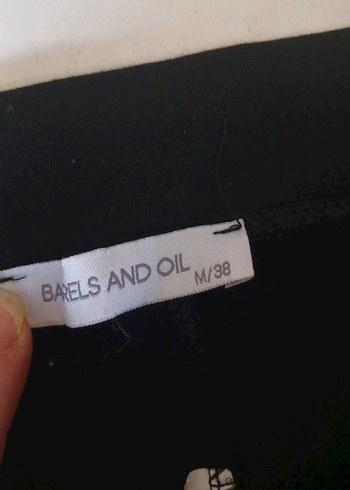 BARELS AND OIL
M/38